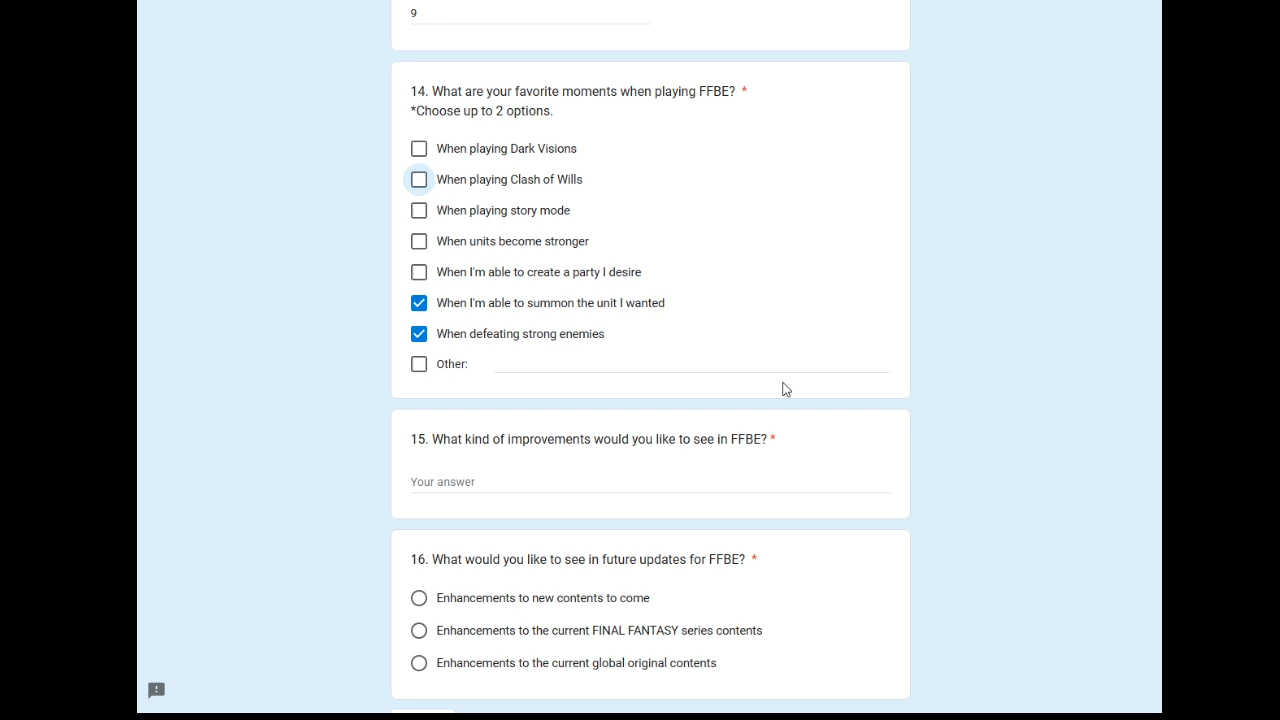 9
14. What are your favorite moments when playing FFBE? *
*Choose up to 2 options.
When playing Dark Visions
When playing Clash of Wills
When playing story mode
When units become stronger
When I'm able to create a party I desire
When I'm able to summon the unit I wanted
When defeating strong enemies
Other:
15. What kind of improvements would you like to see in FFBE? *
Your answer
16. What would you like to see in future updates for FFBE? *
Enhancements to new contents to come
Enhancements to the current FINAL FANTASY series contents
Enhancements to the current global original contents